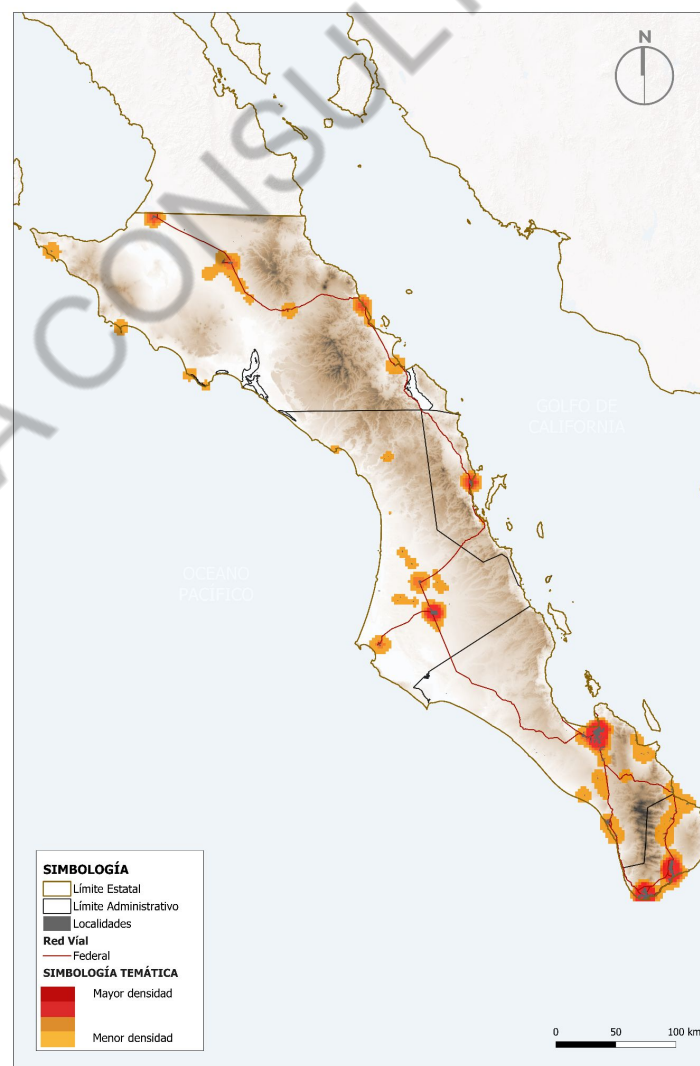 A CONSUL
N
GOLFO DE
CALIFORNIA
OCÉANO
PACÍFICO
SIMBOLOGÍA
Límite Estatal
Límite Administrativo
Localidades
Red Víal
Federal
SIMBOLOGÍA TEMÁTICA
Mayor densidad
Menor densidad
0 50 100 km